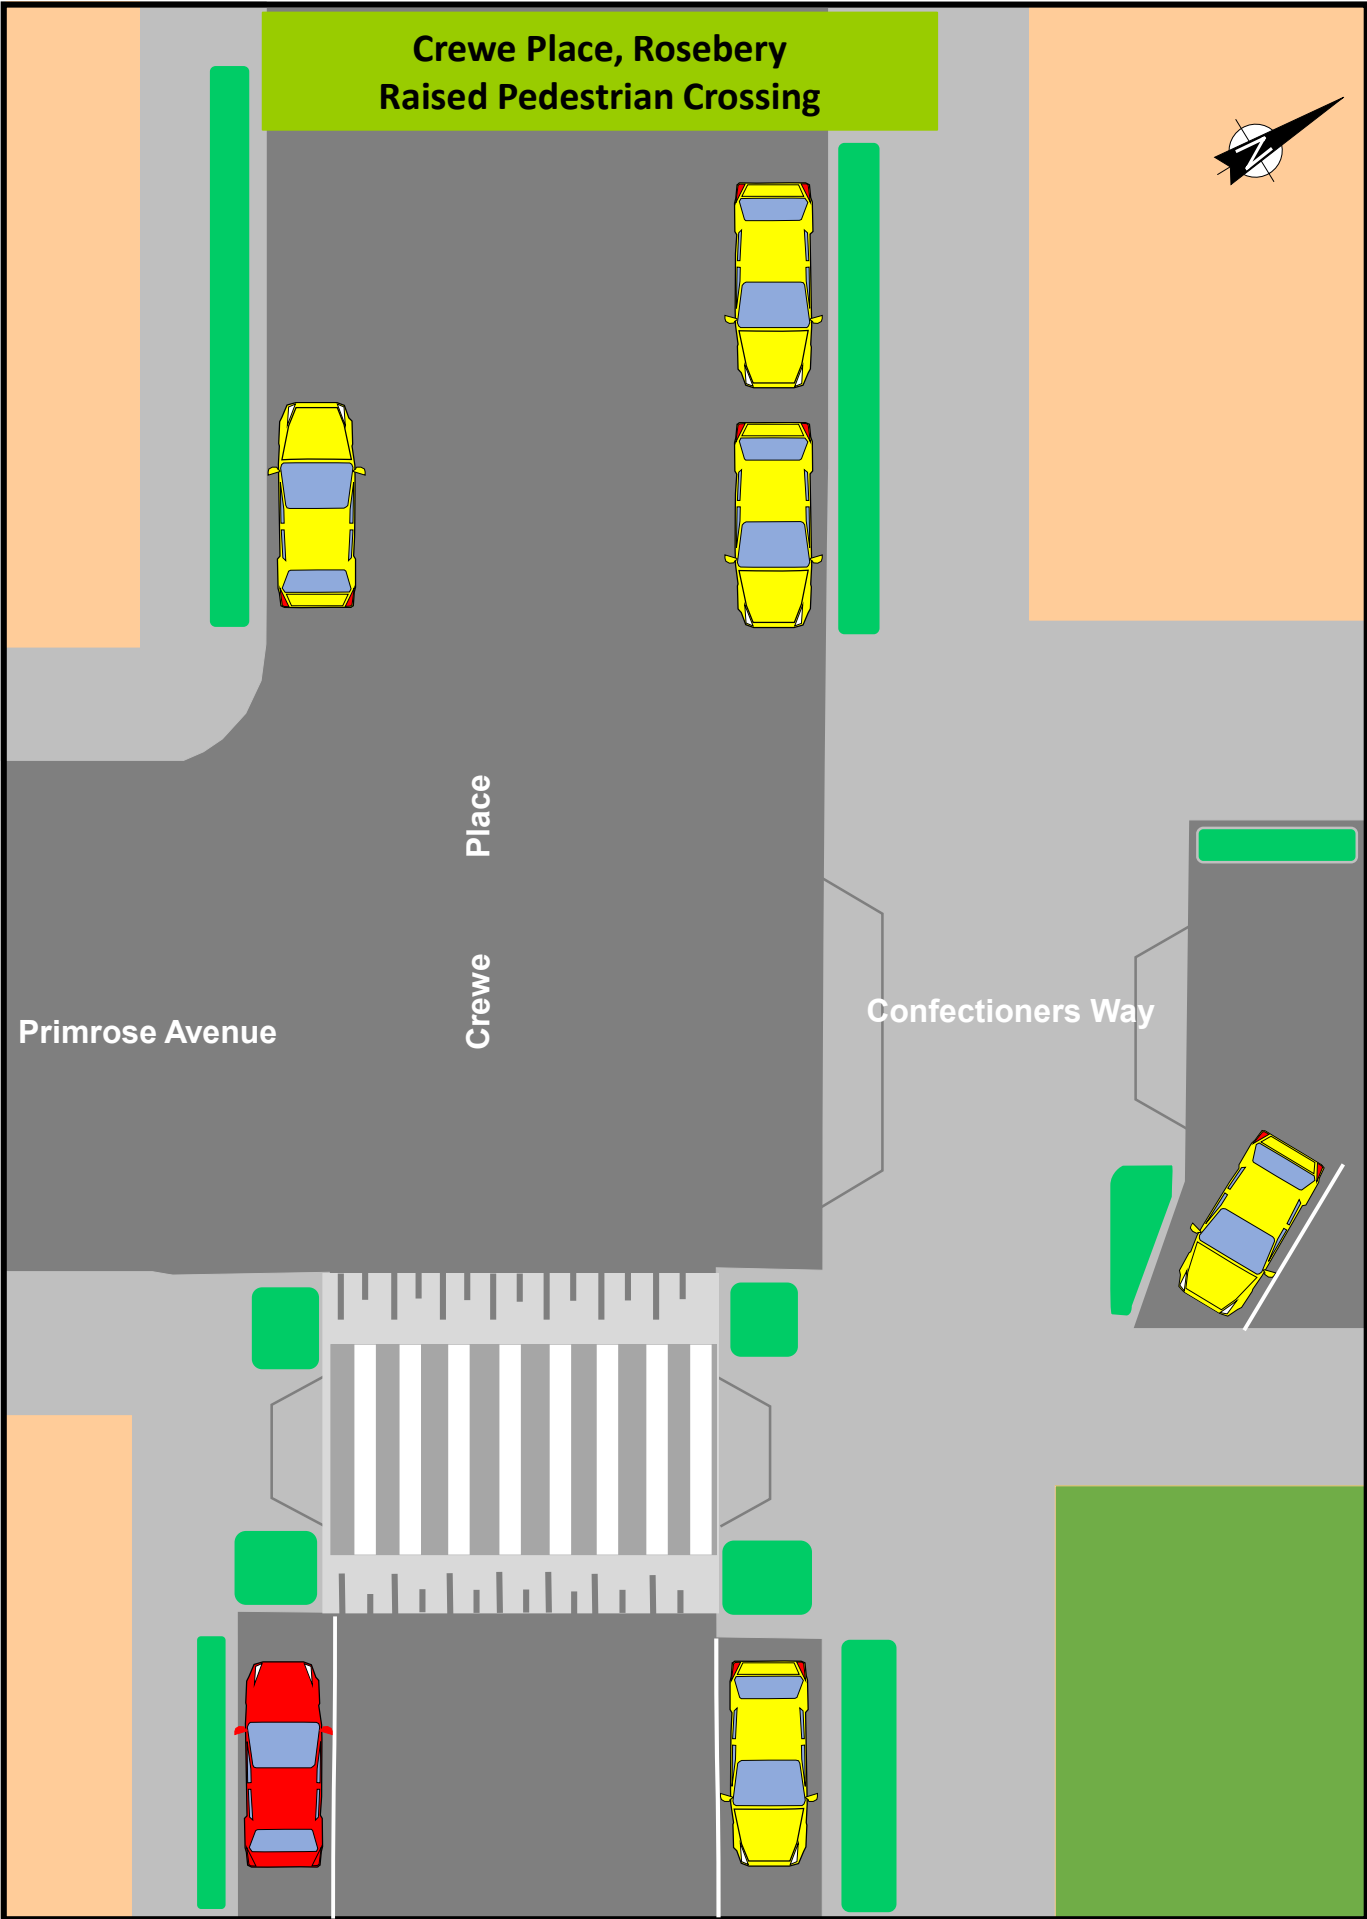 Crewe Place, Rosebery
Raised Pedestrian Crossing
N
Crewe Place
Primrose Avenue
Confectioners Way